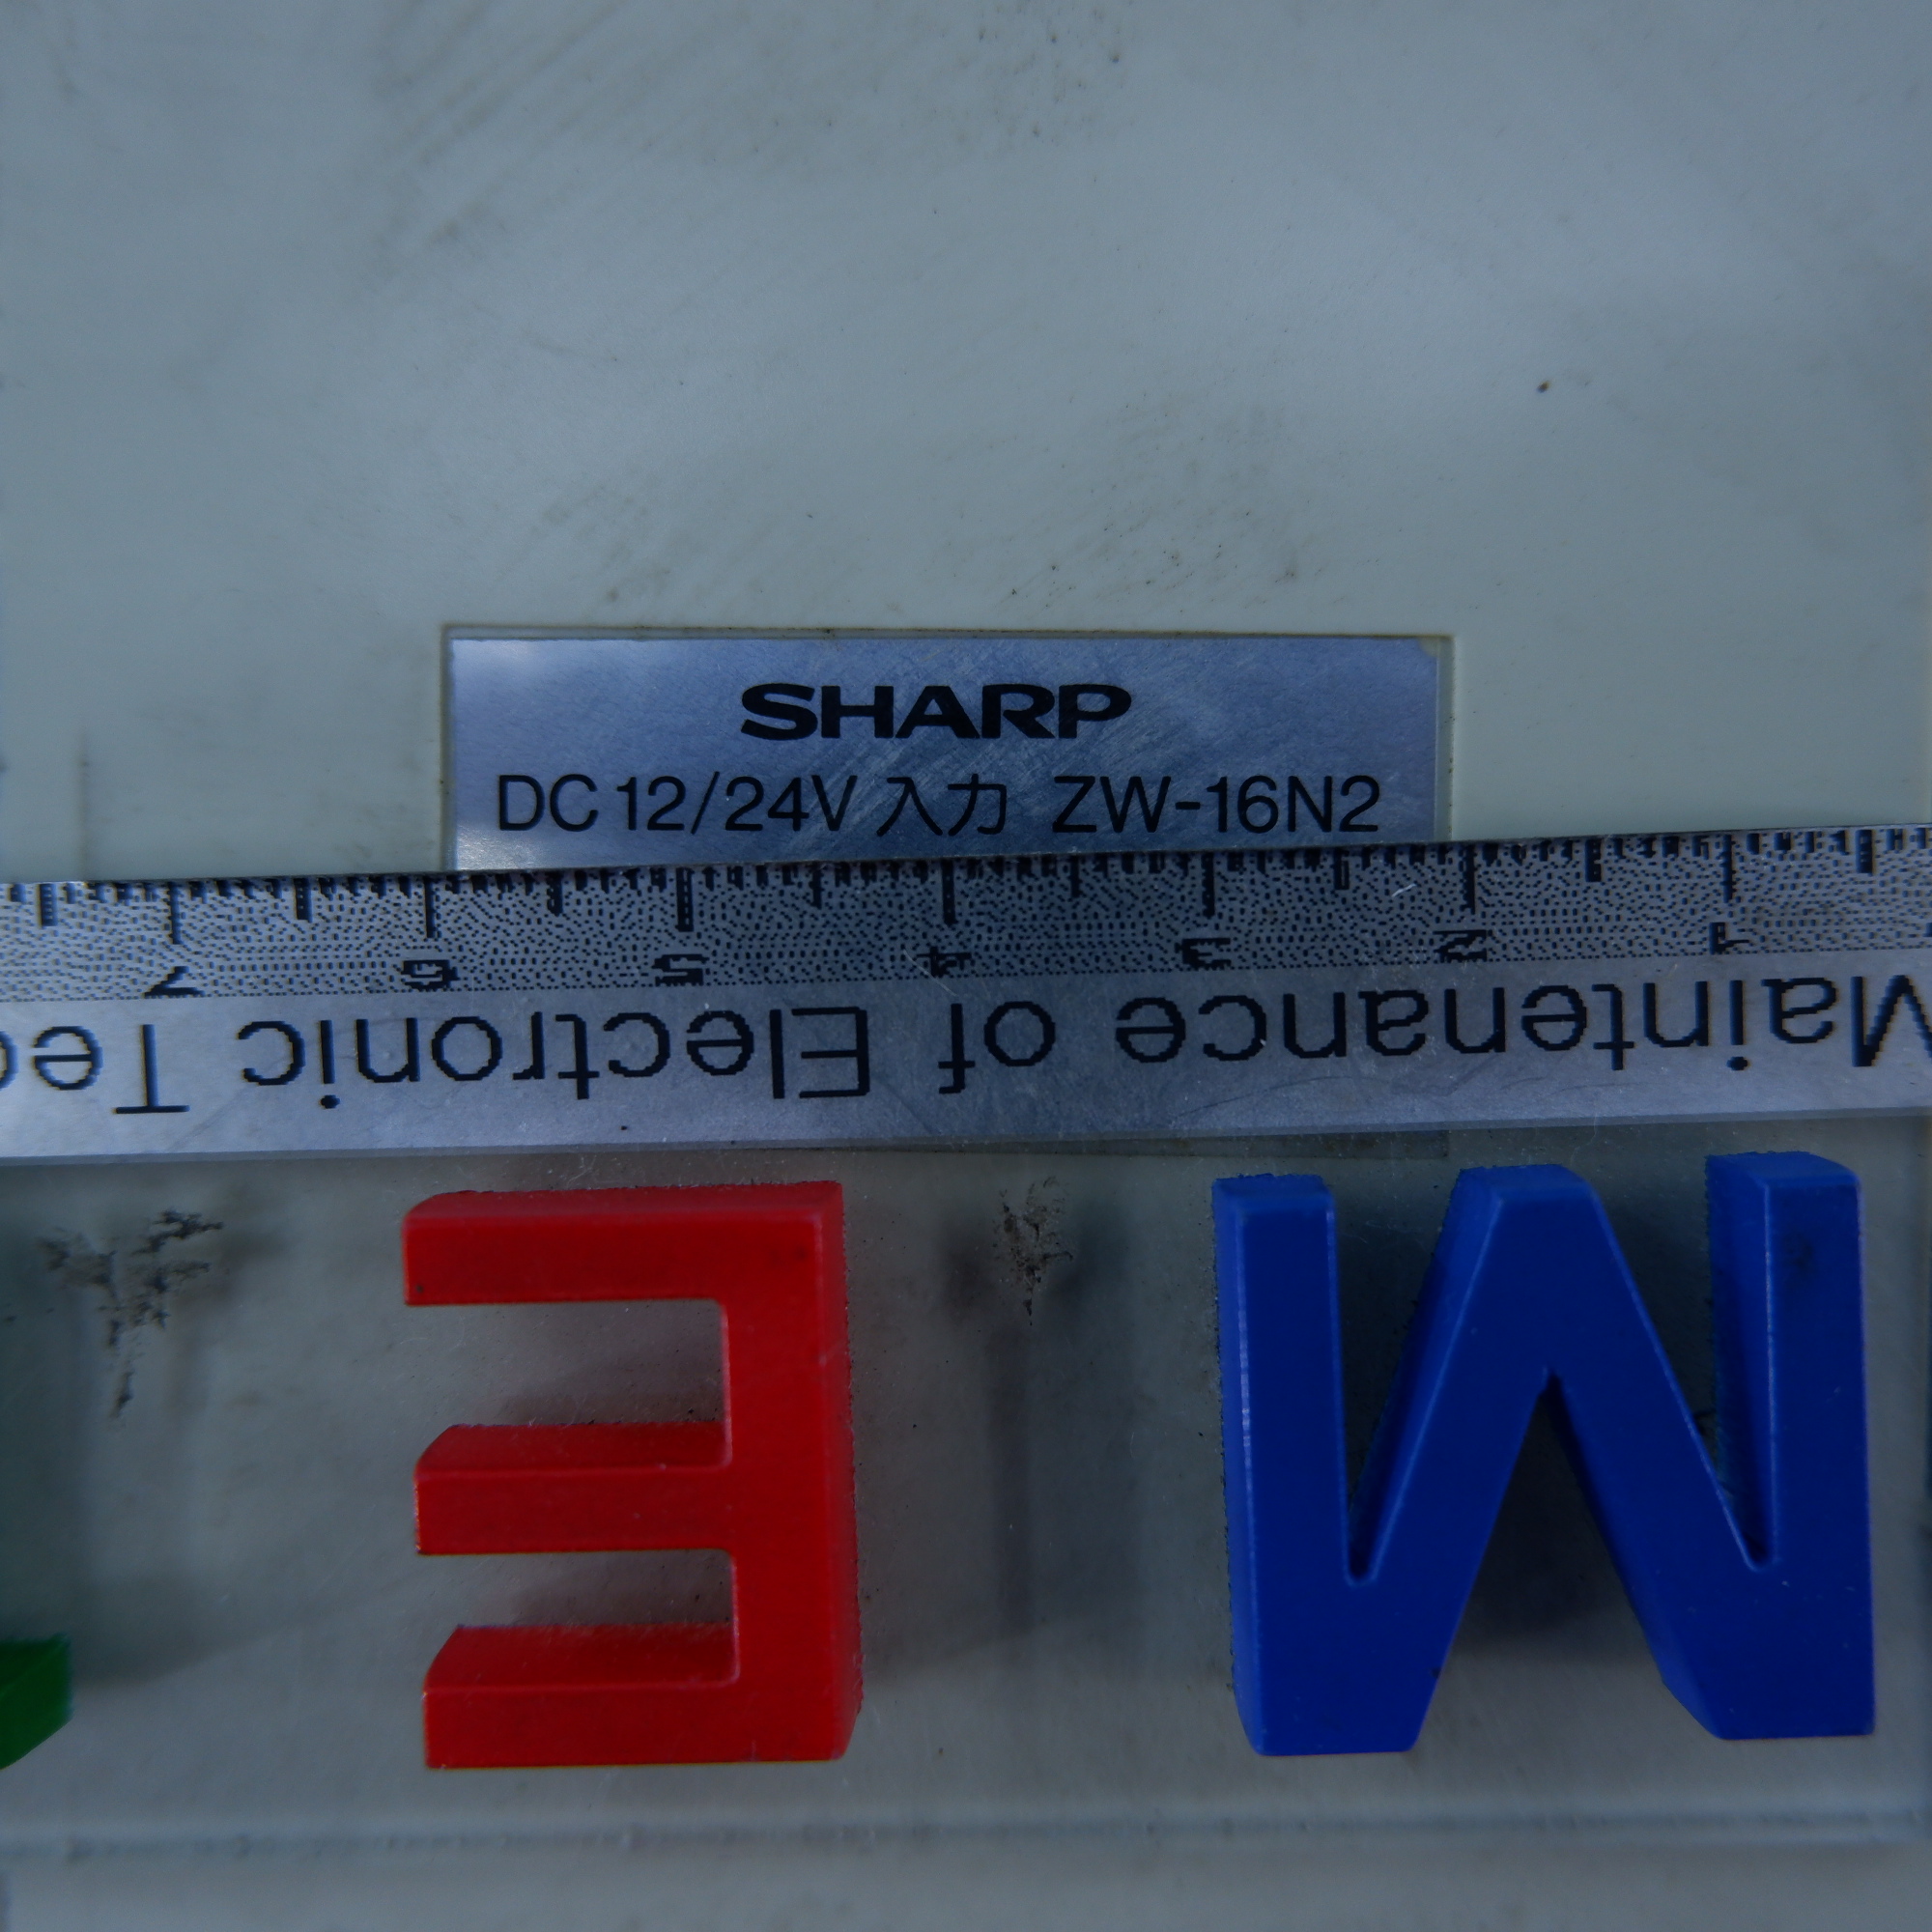 SHARP
DC 12/24V 入力 ZW-16N2
1 2 3 4 5 6 7
Maintenance of Electronic Tec
M E